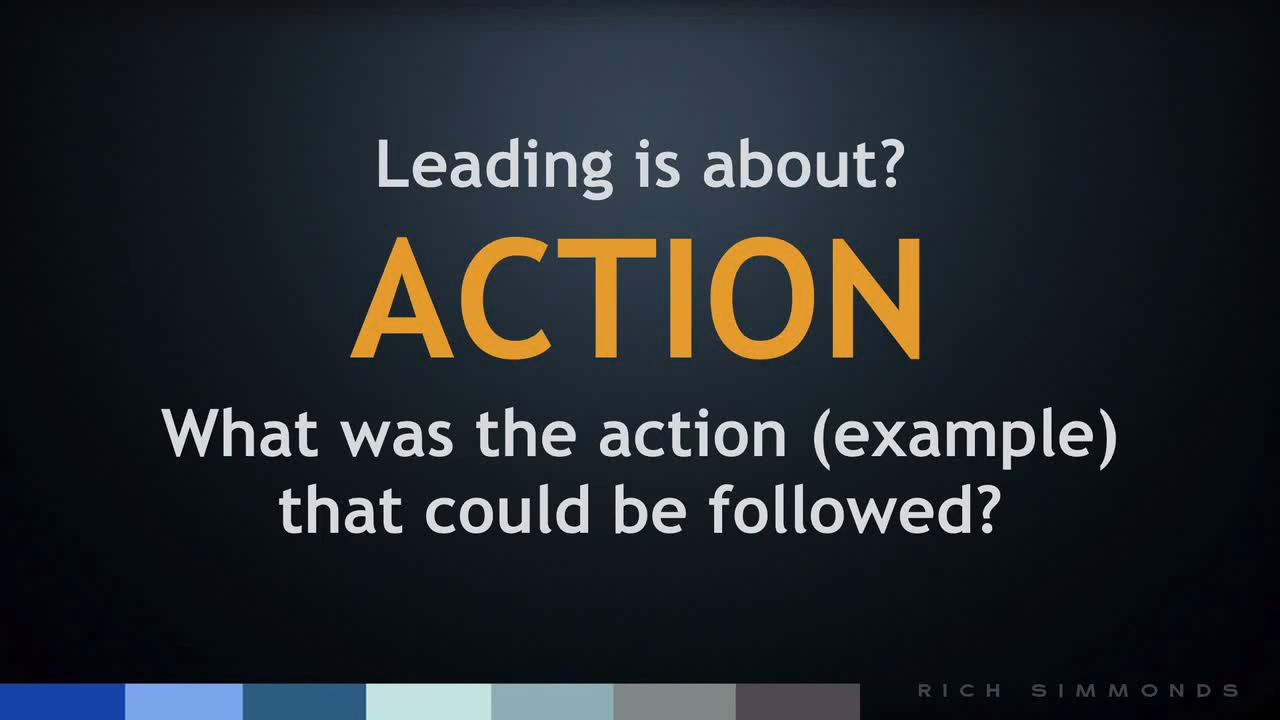 Leading is about?
ACTION
What was the action (example)
that could be followed?
RICH SIMMONDS